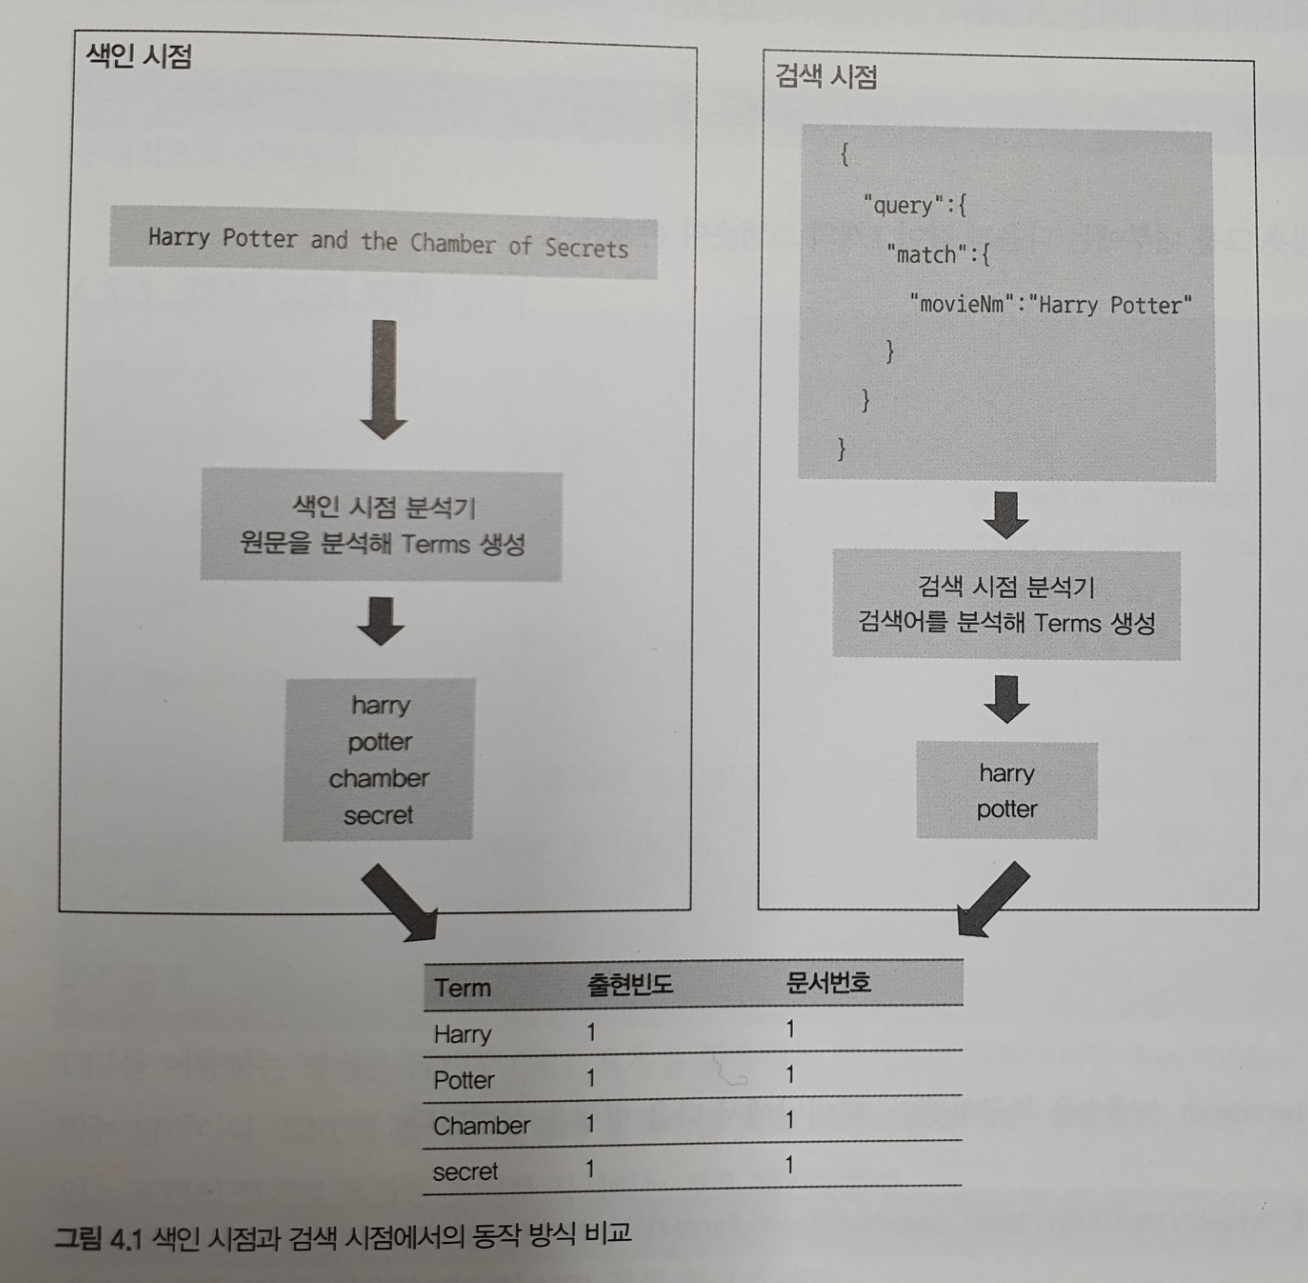 색인 시점
Harry Potter and the Chamber of Secrets
색인 시점 분석기
원문을 분석해 Terms 생성
harry
potter
chamber
secret
검색 시점
{
"query":{
"match":{
"movieNm":"Harry Potter"
}
}
}
검색 시점 분석기
검색어를 분석해 Terms 생성
harry
potter
Term 출현빈도 문서번호
Harry 1 1
Potter 1 1
Chamber 1 1
secret 1 1
그림 4.1 색인 시점과 검색 시점에서의 동작 방식 비교